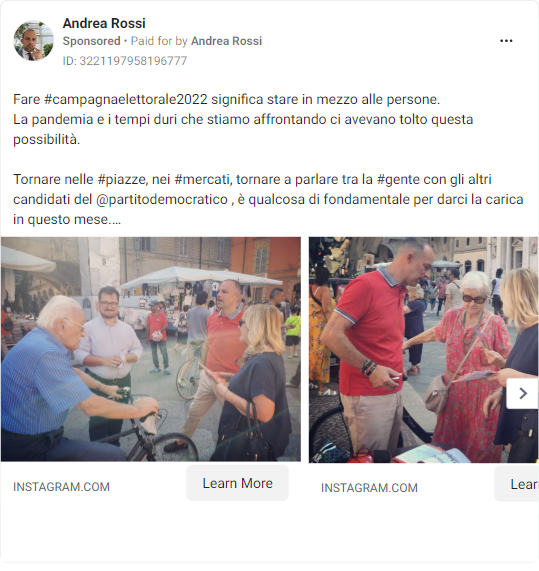 Andrea Rossi
Sponsored • Paid for by Andrea Rossi
ID: 3221197958196777
Fare #campagnaelettorale2022 significa stare in mezzo alle persone.
La pandemia e i tempi duri che stiamo affrontando ci avevano tolto questa
possibilità.
Tornare nelle #piazze, nei #mercati, tornare a parlare tra la #gente con gli altri
candidati del @partitodemocratico , è qualcosa di fondamentale per darci la carica
in questo mese....
INSTAGRAM.COM
Learn More
INSTAGRAM.COM
Lear